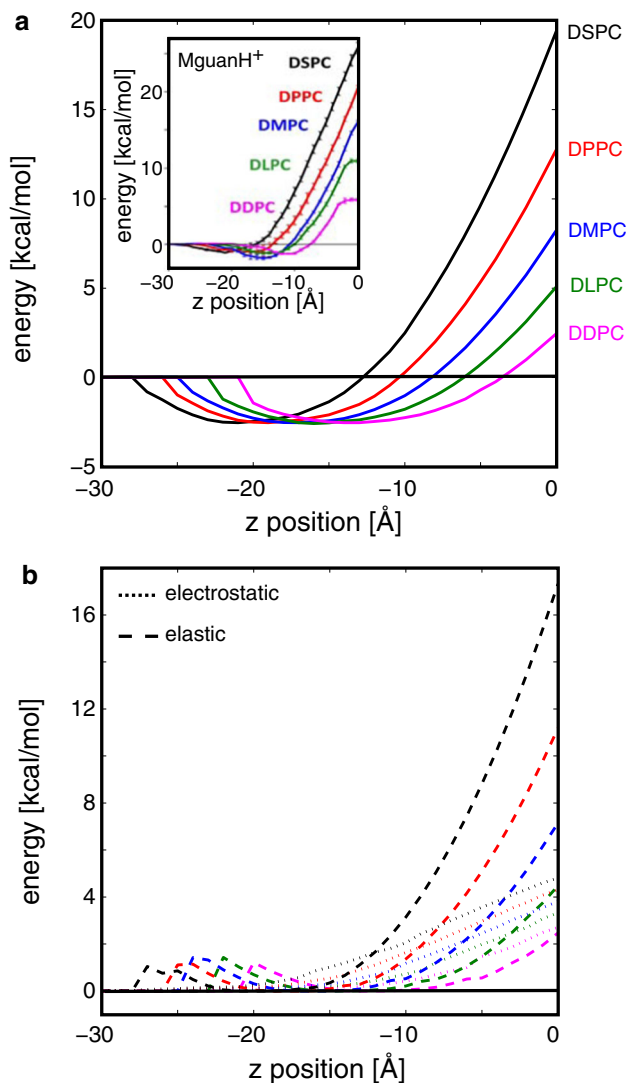 a
20
15
10
5
0
−5
energy [kcal/mol]
−30
−20
−10
0
z position [Å]
DSPC
DPPC
DMPC
DLPC
DDPC
MguanH+
DSPC
DPPC
DMPC
DLPC
DDPC
20
10
0
energy [kcal/mol]
−30
−20
−10
0
z position [Å]
b
electrostatic
elastic
16
12
8
4
0
energy [kcal/mol]
−30
−20
−10
0
z position [Å]